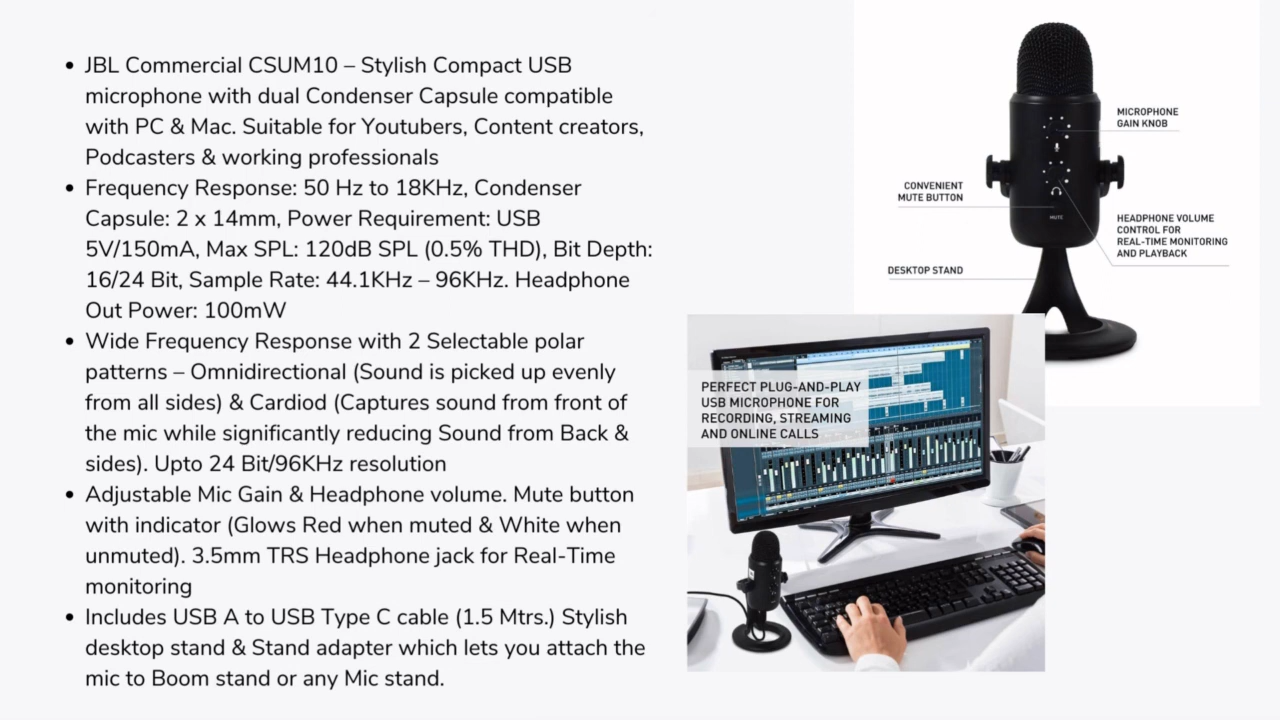 • JBL Commercial CSUM10 – Stylish Compact USB
microphone with dual Condenser Capsule compatible
with PC & Mac. Suitable for Youtubers, Content creators,
Podcasters & working professionals
• Frequency Response: 50 Hz to 18KHz, Condenser
Capsule: 2 x 14mm, Power Requirement: USB
5V/150mA, Max SPL: 120dB SPL (0.5% THD), Bit Depth:
16/24 Bit, Sample Rate: 44.1KHz – 96KHz. Headphone
Out Power: 100mW
• Wide Frequency Response with 2 Selectable polar
patterns – Omnidirectional (Sound is picked up evenly
from all sides) & Cardiod (Captures sound from front of
the mic while significantly reducing Sound from Back &
sides). Upto 24 Bit/96KHz resolution
• Adjustable Mic Gain & Headphone volume. Mute button
with indicator (Glows Red when muted & White when
unmuted). 3.5mm TRS Headphone jack for Real-Time
monitoring
• Includes USB A to USB Type C cable (1.5 Mtrs.) Stylish
desktop stand & Stand adapter which lets you attach the
mic to Boom stand or any Mic stand.
MICROPHONE
GAIN KNOB
CONVENIENT
MUTE BUTTON
MUTE
HEADPHONE VOLUME
CONTROL FOR
REAL-TIME MONITORING
AND PLAYBACK
DESKTOP STAND
PERFECT PLUG-AND-PLAY
USB MICROPHONE FOR
RECORDING, STREAMING
AND ONLINE CALLS